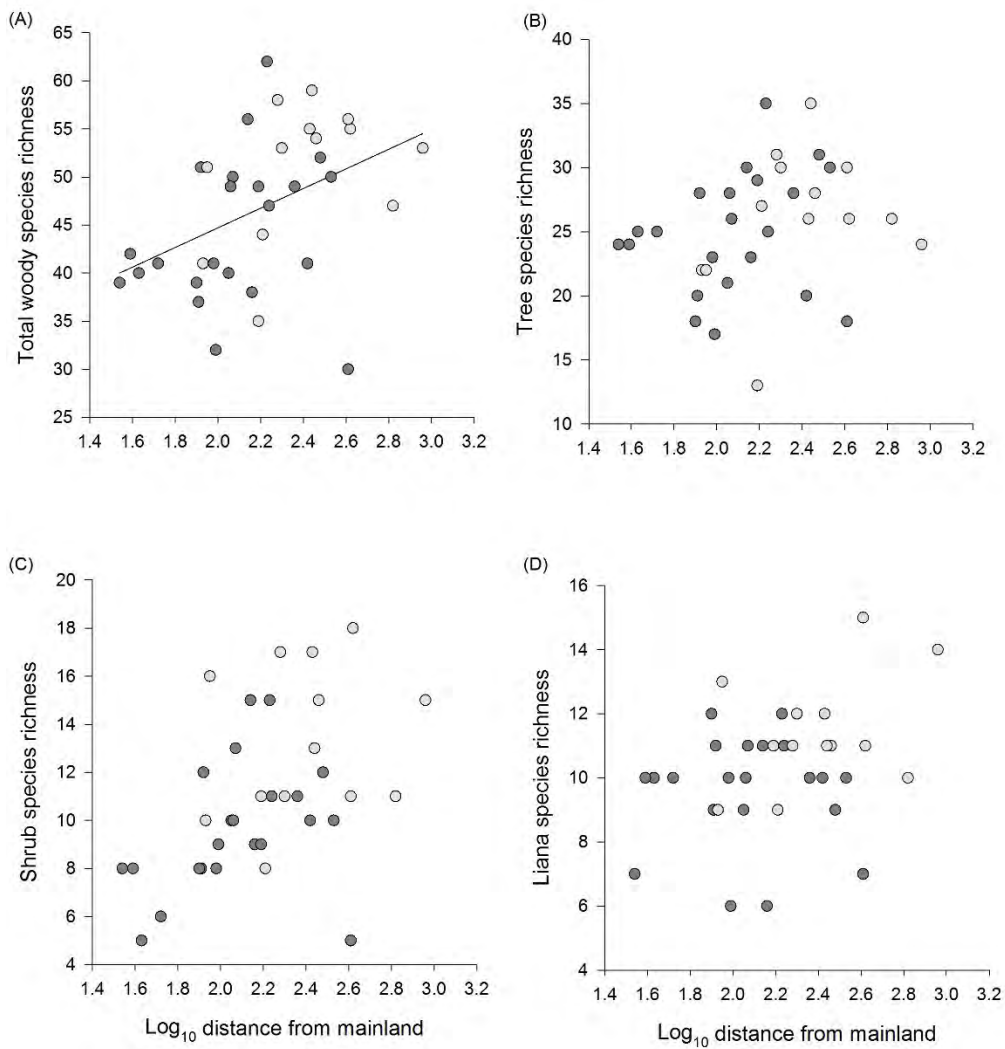 (A)
Total woody species richness
65
60
55
50
45
40
35
30
25
1.4 1.6 1.8 2.0 2.2 2.4 2.6 2.8 3.0 3.2
(B)
Tree species richness
40
35
30
25
20
15
10
1.4 1.6 1.8 2.0 2.2 2.4 2.6 2.8 3.0 3.2
(C)
Shrub species richness
20
18
16
14
12
10
8
6
4
1.4 1.6 1.8 2.0 2.2 2.4 2.6 2.8 3.0 3.2
Log10 distance from mainland
(D)
Liana species richness
16
14
12
10
8
6
4
1.4 1.6 1.8 2.0 2.2 2.4 2.6 2.8 3.0 3.2
Log10 distance from mainland